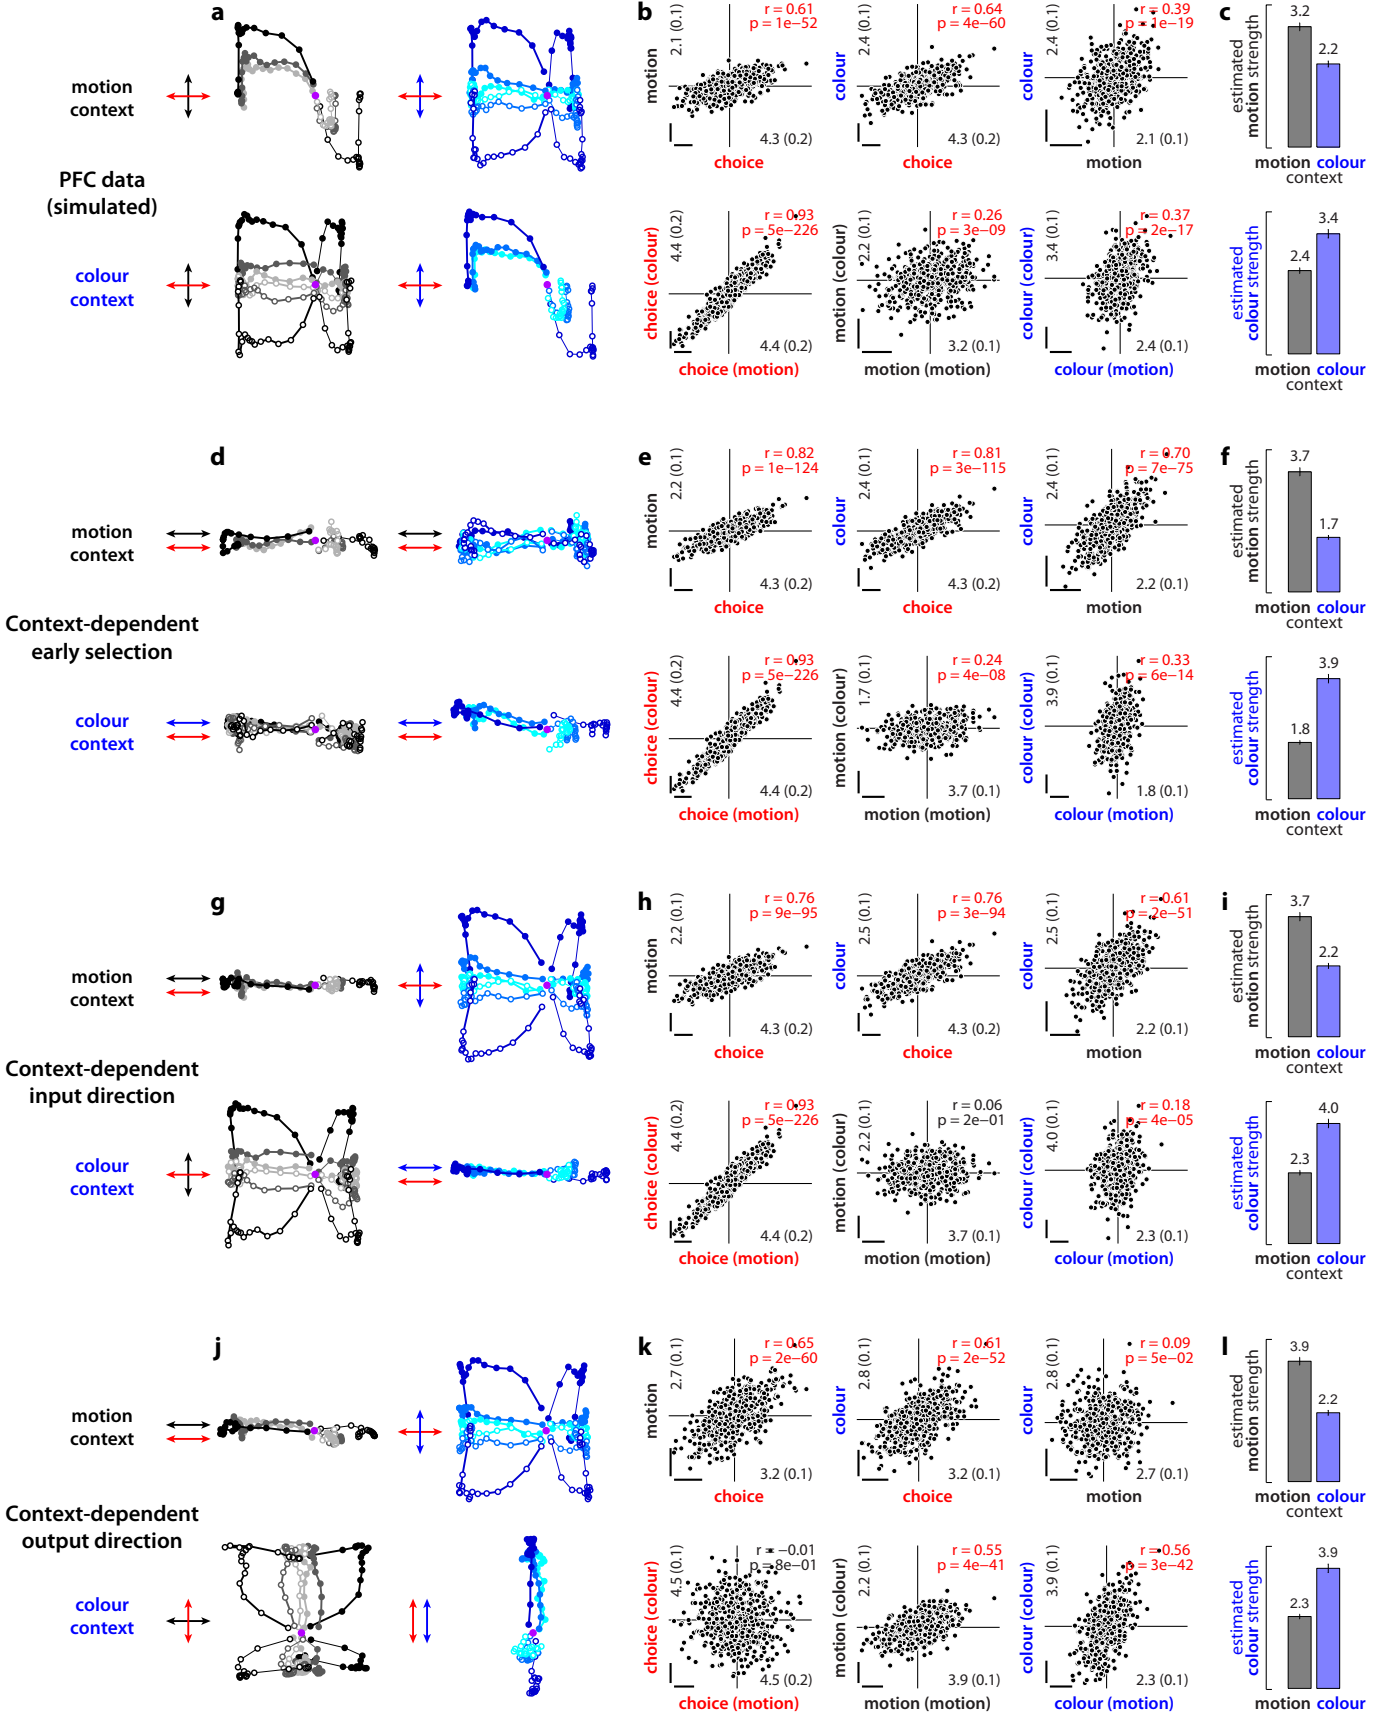 a
b
c
motion
context
PFC data
(simulated)
colour
context
motion
2.1 (0.1)
r = 0.61
p = 1e−52
4.3 (0.2)
choice
colour
2.4 (0.1)
r = 0.64
p = 4e−60
4.3 (0.2)
choice
colour
2.4 (0.1)
r = 0.39
p = 1e−19
2.1 (0.1)
motion
estimated
motion strength
3.2
2.2
motion colour
context
choice (colour)
4.4 (0.2)
r = 0.93
p = 5e−226
4.4 (0.2)
choice (motion)
motion (colour)
2.2 (0.1)
r = 0.26
p = 3e−09
3.2 (0.1)
motion (motion)
colour (colour)
3.4 (0.1)
r = 0.37
p = 2e−17
2.4 (0.1)
colour (motion)
estimated
colour strength
2.4
3.4
motion colour
context
d
e
f
motion
context
Context-dependent
early selection
colour
context
motion
2.2 (0.1)
r = 0.82
p = 1e−124
4.3 (0.2)
choice
colour
2.4 (0.1)
r = 0.81
p = 3e−115
4.3 (0.2)
choice
colour
2.4 (0.1)
r = 0.70
p = 7e−75
2.2 (0.1)
motion
estimated
motion strength
3.7
1.7
motion colour
context
choice (colour)
4.4 (0.2)
r = 0.93
p = 5e−226
4.4 (0.2)
choice (motion)
motion (colour)
1.7 (0.1)
r = 0.24
p = 4e−08
3.7 (0.1)
motion (motion)
colour (colour)
3.9 (0.1)
r = 0.33
p = 6e−14
1.8 (0.1)
colour (motion)
estimated
colour strength
1.8
3.9
motion colour
context
g
h
i
motion
context
Context-dependent
input direction
colour
context
motion
2.2 (0.1)
r = 0.76
p = 9e−95
4.3 (0.2)
choice
colour
2.5 (0.1)
r = 0.76
p = 3e−94
4.3 (0.2)
choice
colour
2.5 (0.1)
r = 0.61
p = 2e−51
2.2 (0.1)
motion
estimated
motion strength
3.7
2.2
motion colour
context
choice (colour)
4.4 (0.2)
r = 0.93
p = 5e−226
4.4 (0.2)
choice (motion)
motion (colour)
2.2 (0.1)
r = 0.06
p = 2e−01
3.7 (0.1)
motion (motion)
colour (colour)
4.0 (0.1)
r = 0.18
p = 4e−05
2.3 (0.1)
colour (motion)
estimated
colour strength
2.3
4.0
motion colour
context
j
k
l
motion
context
Context-dependent
output direction
colour
context
motion
2.7 (0.1)
r = 0.65
p = 2e−60
3.2 (0.1)
choice
colour
2.8 (0.1)
r = 0.61
p = 2e−52
3.2 (0.1)
choice
colour
2.8 (0.1)
r = 0.09
p = 5e−02
2.7 (0.1)
motion
estimated
motion strength
3.9
2.2
motion colour
context
choice (colour)
4.5 (0.1)
r = −0.01
p = 8e−01
4.5 (0.2)
choice (motion)
motion (colour)
2.2 (0.1)
r = 0.55
p = 4e−41
3.9 (0.1)
motion (motion)
colour (colour)
3.9 (0.1)
r = 0.56
p = 3e−42
2.3 (0.1)
colour (motion)
estimated
colour strength
2.3
3.9
motion colour
context